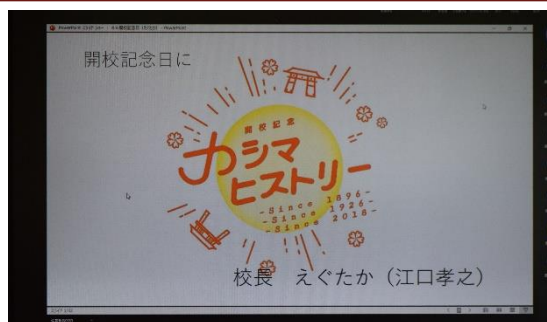 開校記念日に
開校記念
カシマ
ヒストリー
-Since 1896-
-Since 1926-
-Since 2018-
校長　えぐたか（江口孝之）